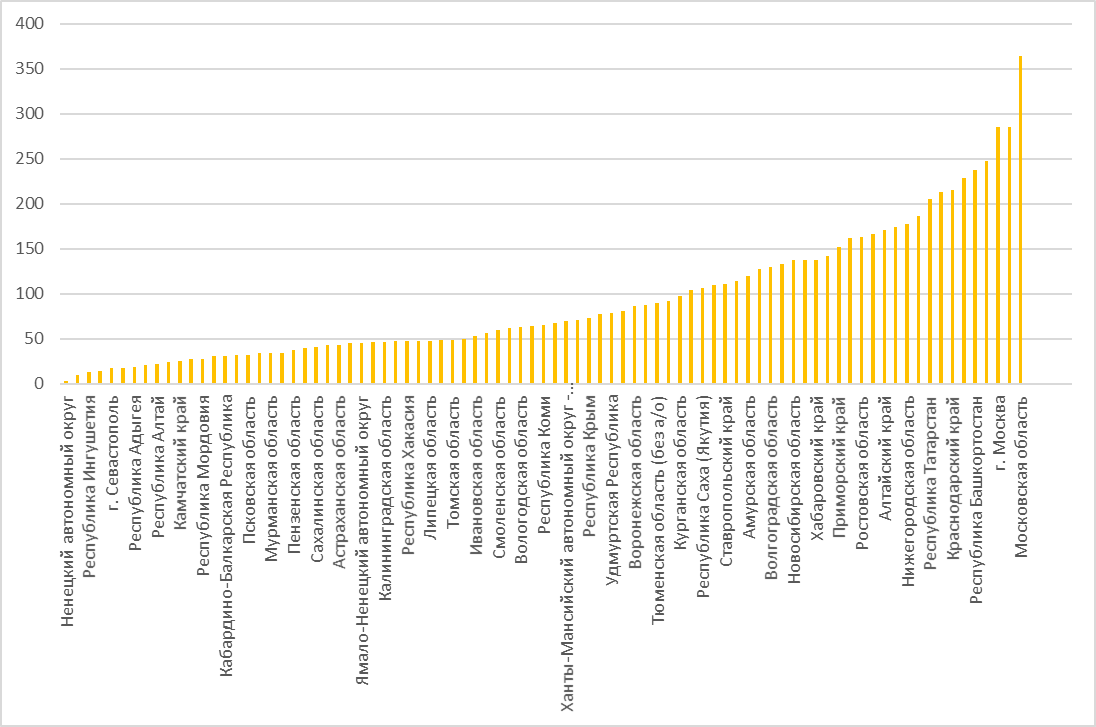 400
350
300
250
200
150
100
50
0
Ненецкий автономный округ
Республика Ингушетия
г. Севастополь
Республика Адыгея
Республика Алтай
Камчатский край
Республика Мордовия
Кабардино-Балкарская Республика
Псковская область
Мурманская область
Пензенская область
Сахалинская область
Астраханская область
Ямало-Ненецкий автономный округ
Калининградская область
Республика Хакасия
Липецкая область
Томская область
Ивановская область
Смоленская область
Вологодская область
Республика Коми
Ханты-Мансийский автономный округ -…
Республика Крым
Удмуртская Республика
Воронежская область
Тюменская область (без а/о)
Курганская область
Республика Саха (Якутия)
Ставропольский край
Амурская область
Волгоградская область
Новосибирская область
Хабаровский край
Приморский край
Ростовская область
Алтайский край
Нижегородская область
Республика Татарстан
Краснодарский край
Республика Башкортостан
г. Москва
Московская область